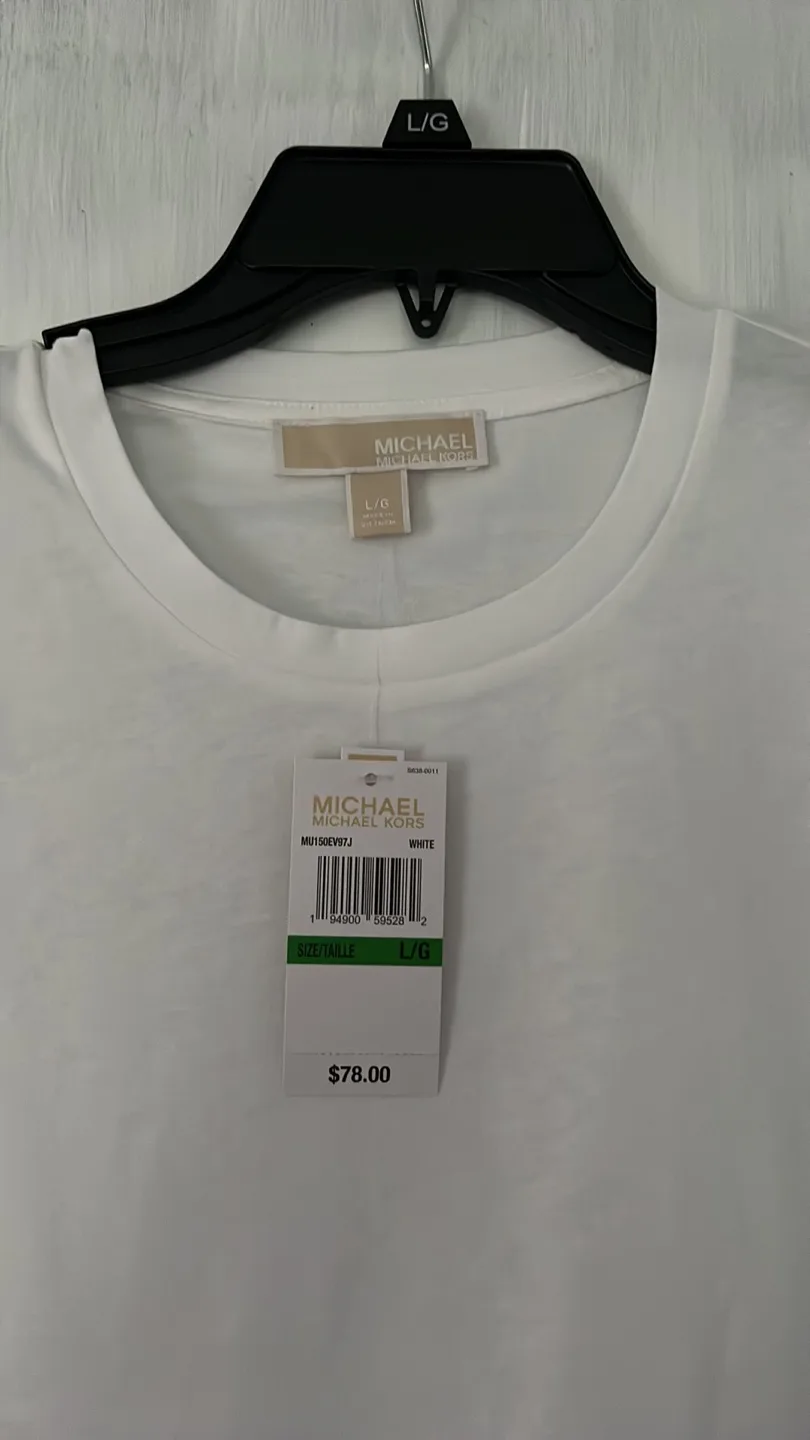 L/G
MICHAEL
MICHAEL KORS
L/G
MICHAEL
MICHAEL KORS
MU150EV97J WHITE
1 94900 59528 2
SIZE/TAILLE L/G
$78.00